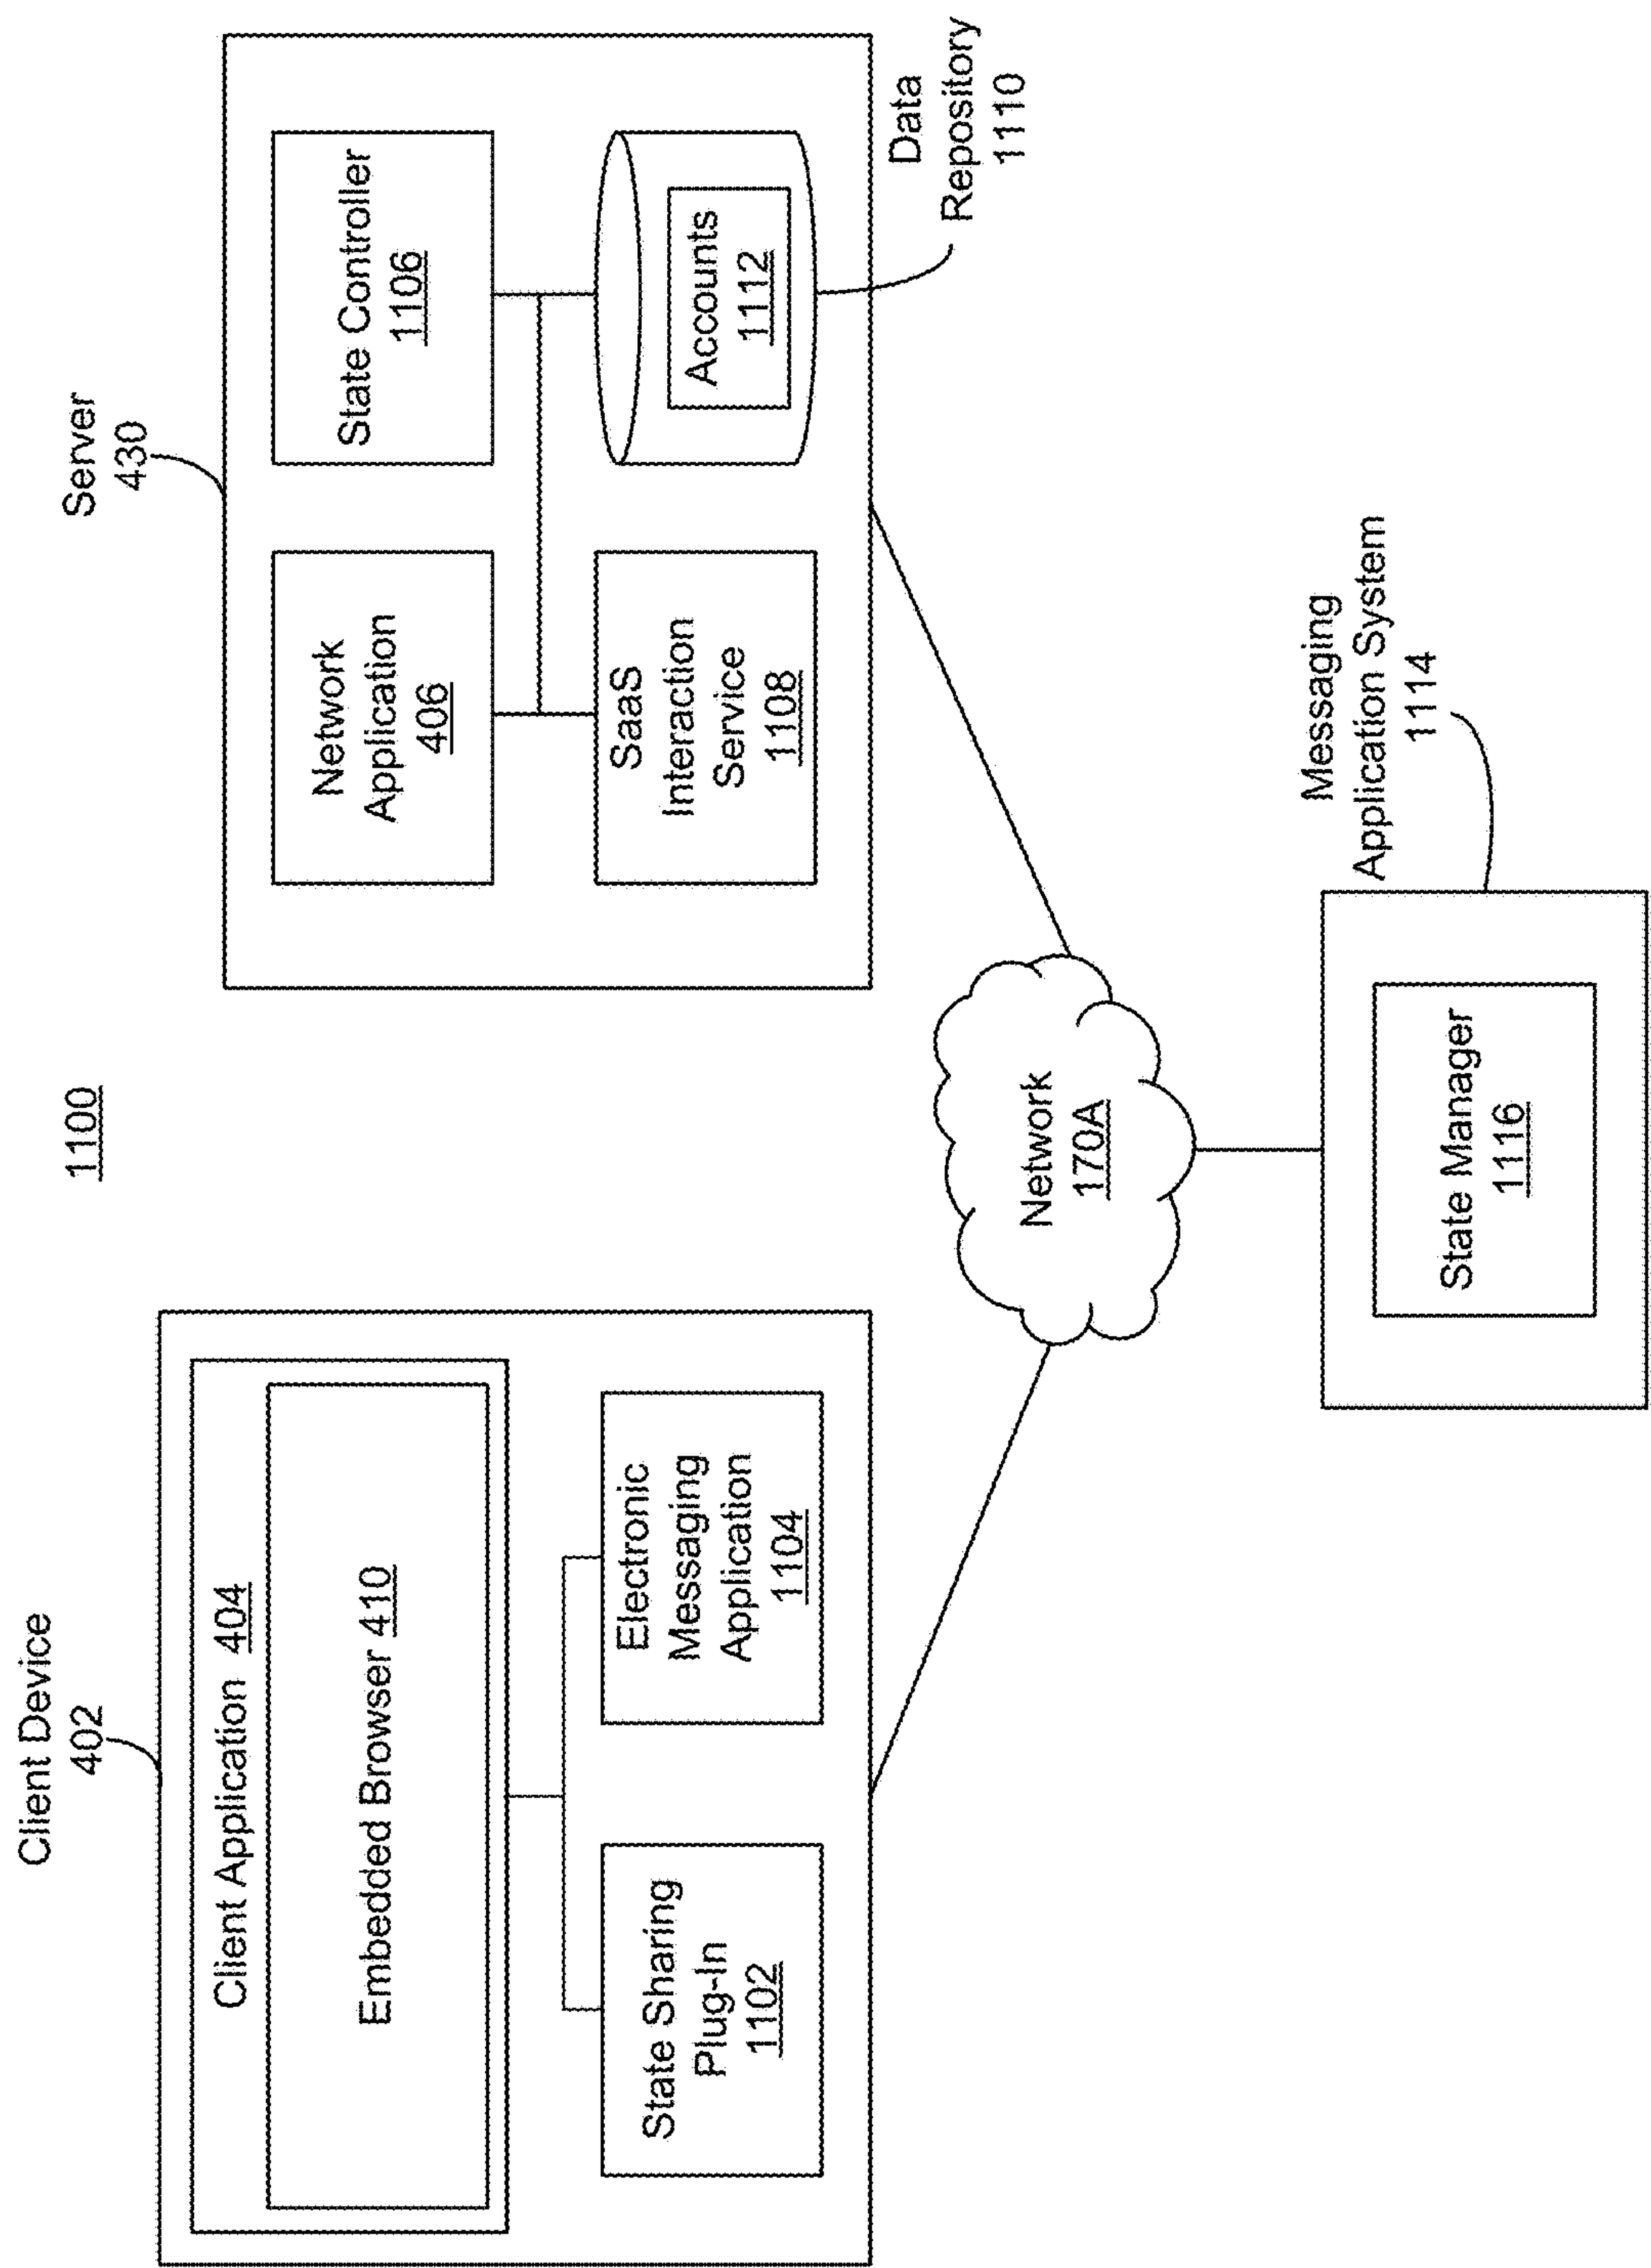 1100
Client Device
402
Client Application 404
Embedded Browser 410
State Sharing
Plug-In
1102
Electronic
Messaging
Application
1104
Server
430
Network
Application
406
State Controller
1106
SaaS
Interaction
Service
1108
Accounts
1112
Data
Repository
1110
Network
170A
Messaging
Application System
1114
State Manager
1116